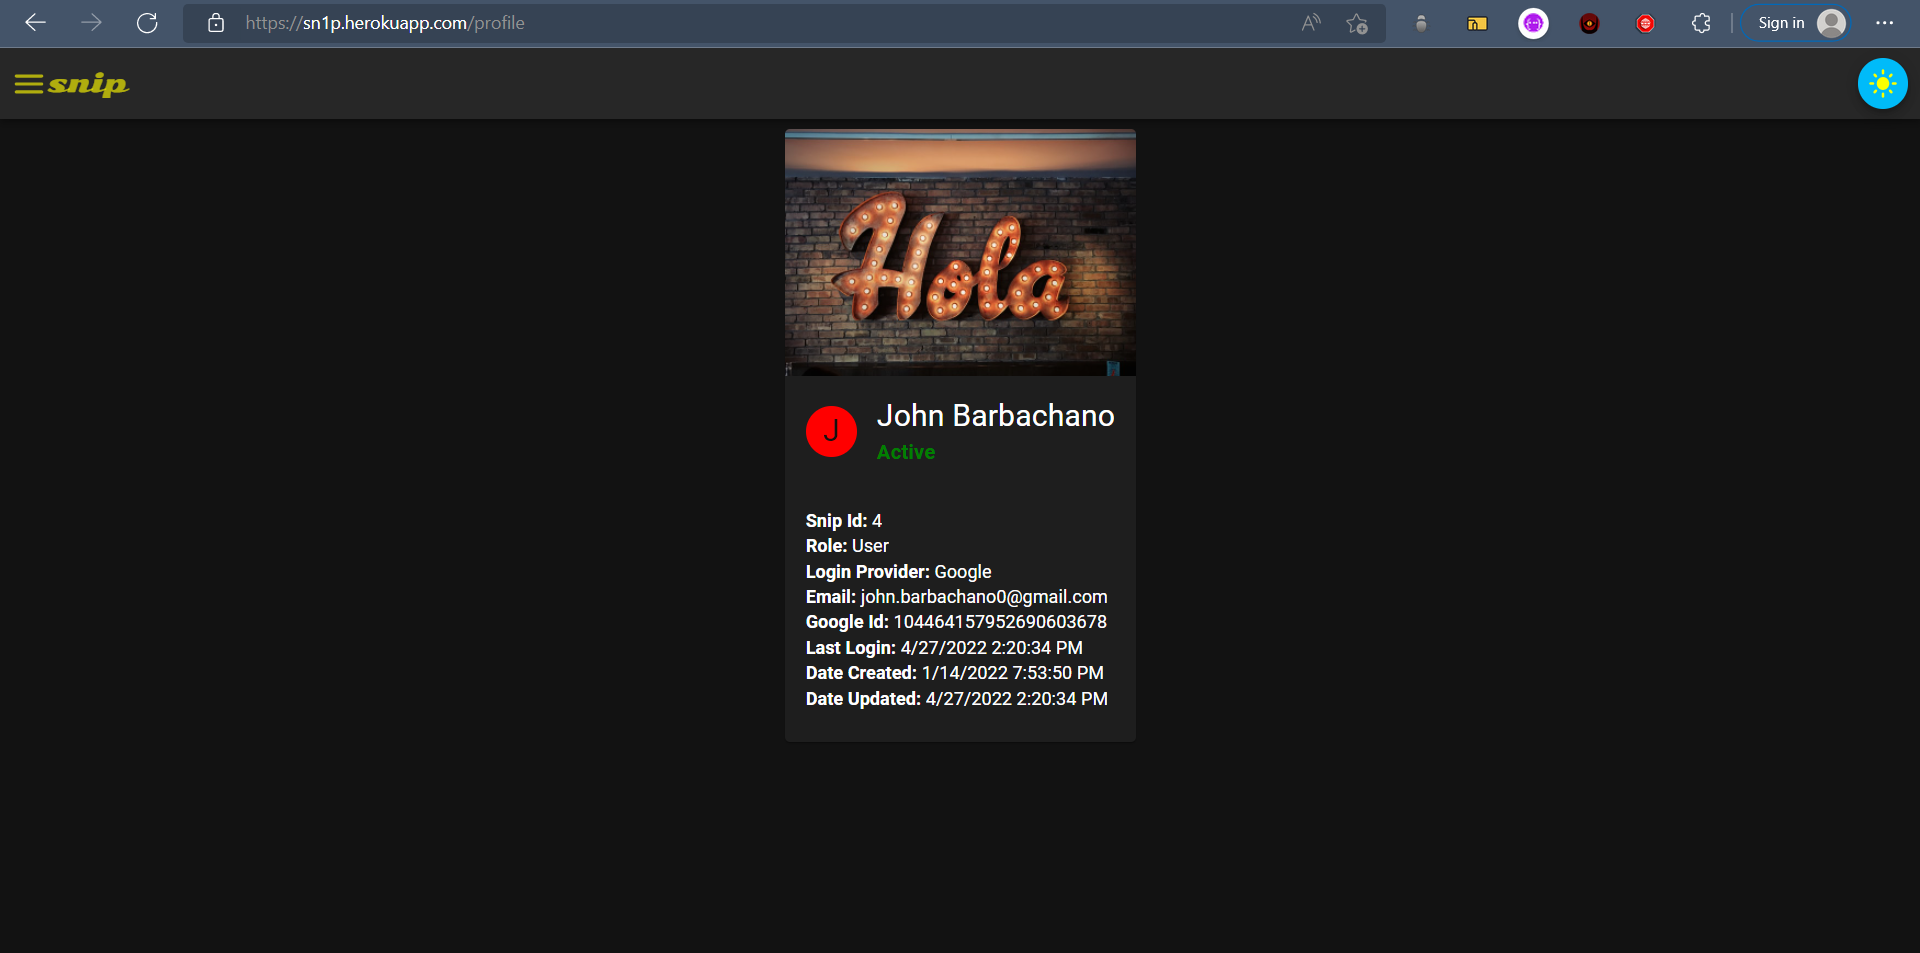 https://sn1p.herokuapp.com/profile
Sign in
snip
Hola
J
John Barbachano
Active
Snip Id: 4
Role: User
Login Provider: Google
Email: john.barbachano0@gmail.com
Google Id: 104464157952690603678
Last Login: 4/27/2022 2:20:34 PM
Date Created: 1/14/2022 7:53:50 PM
Date Updated: 4/27/2022 2:20:34 PM